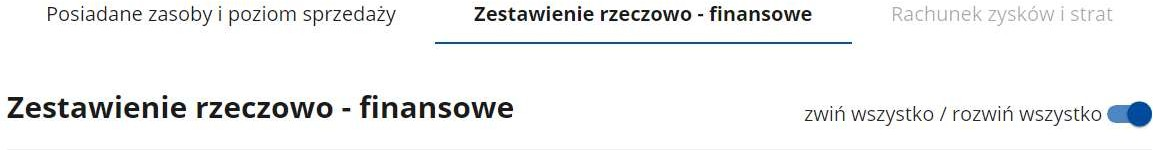 Posiadane zasoby i poziom sprzedaży Zestawienie rzeczowo - finansowe Rachunek zysków i strat
Zestawienie rzeczowo - finansowe zwiń wszystko / rozwiń wszystko